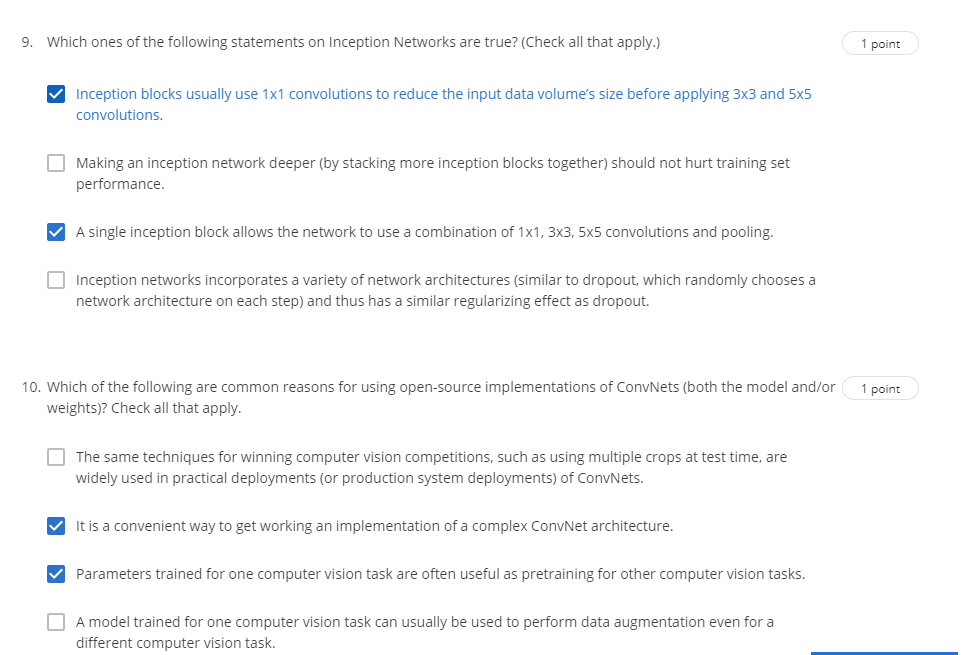 9. Which ones of the following statements on Inception Networks are true? (Check all that apply.)
1 point
Inception blocks usually use 1x1 convolutions to reduce the input data volume's size before applying 3x3 and 5x5
convolutions.
Making an inception network deeper (by stacking more inception blocks together) should not hurt training set
performance.
A single inception block allows the network to use a combination of 1x1, 3x3, 5x5 convolutions and pooling.
Inception networks incorporates a variety of network architectures (similar to dropout, which randomly chooses a
network architecture on each step) and thus has a similar regularizing effect as dropout.
10. Which of the following are common reasons for using open-source implementations of ConvNets (both the model and/or
1 point
weights)? Check all that apply.
The same techniques for winning computer vision competitions, such as using multiple crops at test time, are
widely used in practical deployments (or production system deployments) of ConvNets.
It is a convenient way to get working an implementation of a complex ConvNet architecture.
Parameters trained for one computer vision task are often useful as pretraining for other computer vision tasks.
A model trained for one computer vision task can usually be used to perform data augmentation even for a
different computer vision task.